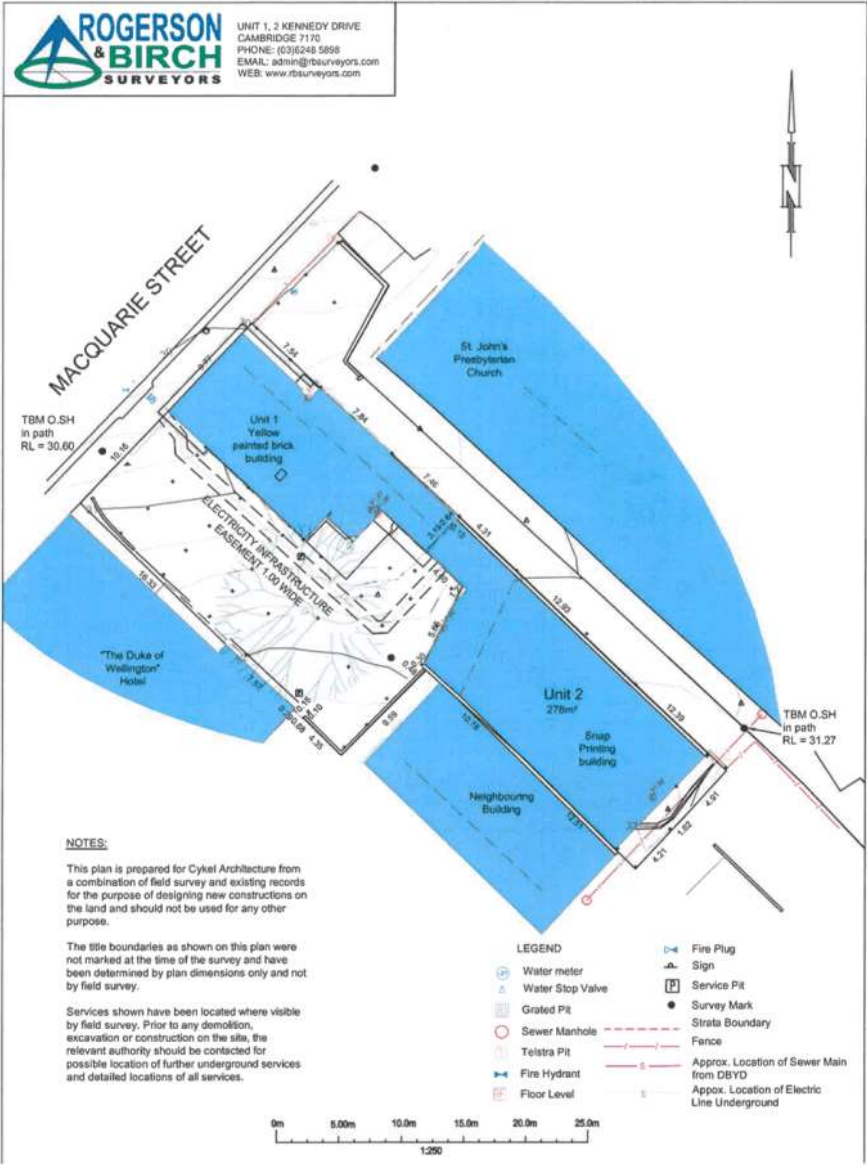 ROGERSON
& BIRCH
SURVEYORS
UNIT 1, 2 KENNEDY DRIVE
CAMBRIDGE 7170
PHONE: (03)6248 5898
EMAIL: admin@rbsurveyors.com
WEB: www.rbsurveyors.com
N
MACQUARIE STREET
TBM O.SH
in path
RL = 30.60
10.16
9.77
7.54
7.84
7.40
Unit 1
Yellow
painted brick
building
St. John's
Presbyterian
Church
ELECTRICITY INFRASTRUCTURE
EASEMENT 1.00 WIDE
4.31
12.93
12.39
5.66
16.33
"The Duke of
Wellington"
Hotel
7.57
4.35
0.59
10.78
12.51
Unit 2
278m²
Snap
Printing
building
Neighbouring
Building
TBM O.SH
in path
RL = 31.27
4.91
1.82
4.21
NOTES:
This plan is prepared for Cykel Architecture from
a combination of field survey and existing records
for the purpose of designing new constructions on
the land and should not be used for any other
purpose.
The title boundaries as shown on this plan were
not marked at the time of the survey and have
been determined by plan dimensions only and not
by field survey.
Services shown have been located where visible
by field survey. Prior to any demolition,
excavation or construction on the site, the
relevant authority should be contacted for
possible location of further underground services
and detailed locations of all services.
LEGEND
Water meter
Water Stop Valve
Grated Pit
Sewer Manhole
Telstra Pit
Fire Hydrant
Floor Level
Fire Plug
Sign
P Service Pit
Survey Mark
Strata Boundary
Fence
S Approx. Location of Sewer Main
from DBYD
Appox. Location of Electric
Line Underground
0m 5.00m 10.0m 15.0m 20.0m 25.0m
1:250